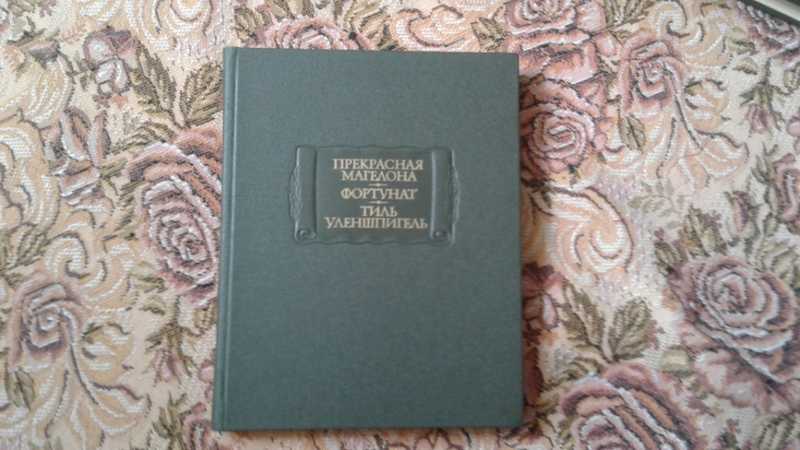 ПРЕКРАСНАЯ
МАГЕЛОНА
ФОРТУНАТ
ТИЛЬ
УЛЕНШПИГЕЛЬ